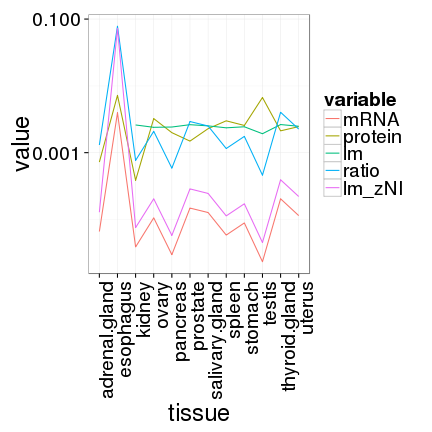 0.100
0.001
value
adrenal.gland
esophagus
kidney
ovary
pancreas
prostate
salivary.gland
spleen
stomach
testis
thyroid.gland
uterus
tissue
variable
mRNA
protein
lm
ratio
lm_zNI